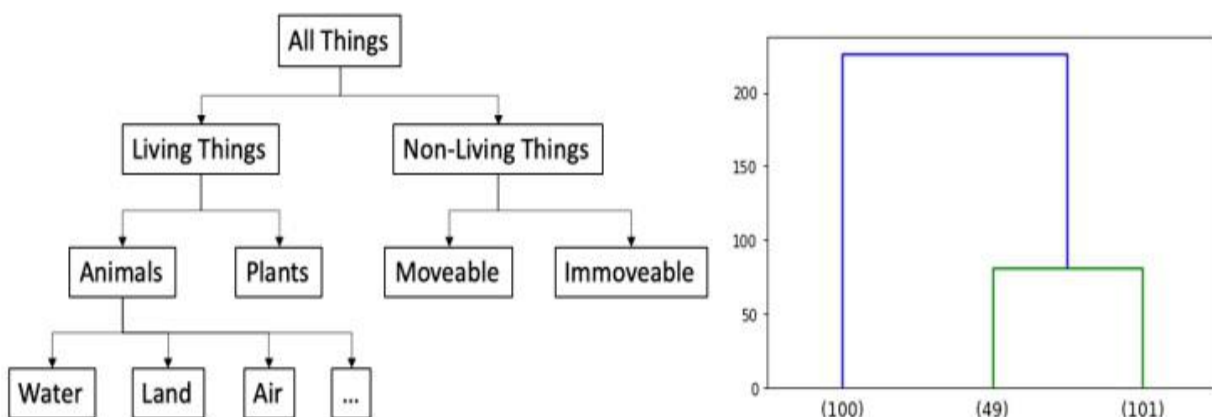 All Things
Living Things
Non-Living Things
Animals
Plants
Moveable
Immoveable
Water
Land
Air
...
200
150
100
50
0
(100)
(49)
(101)